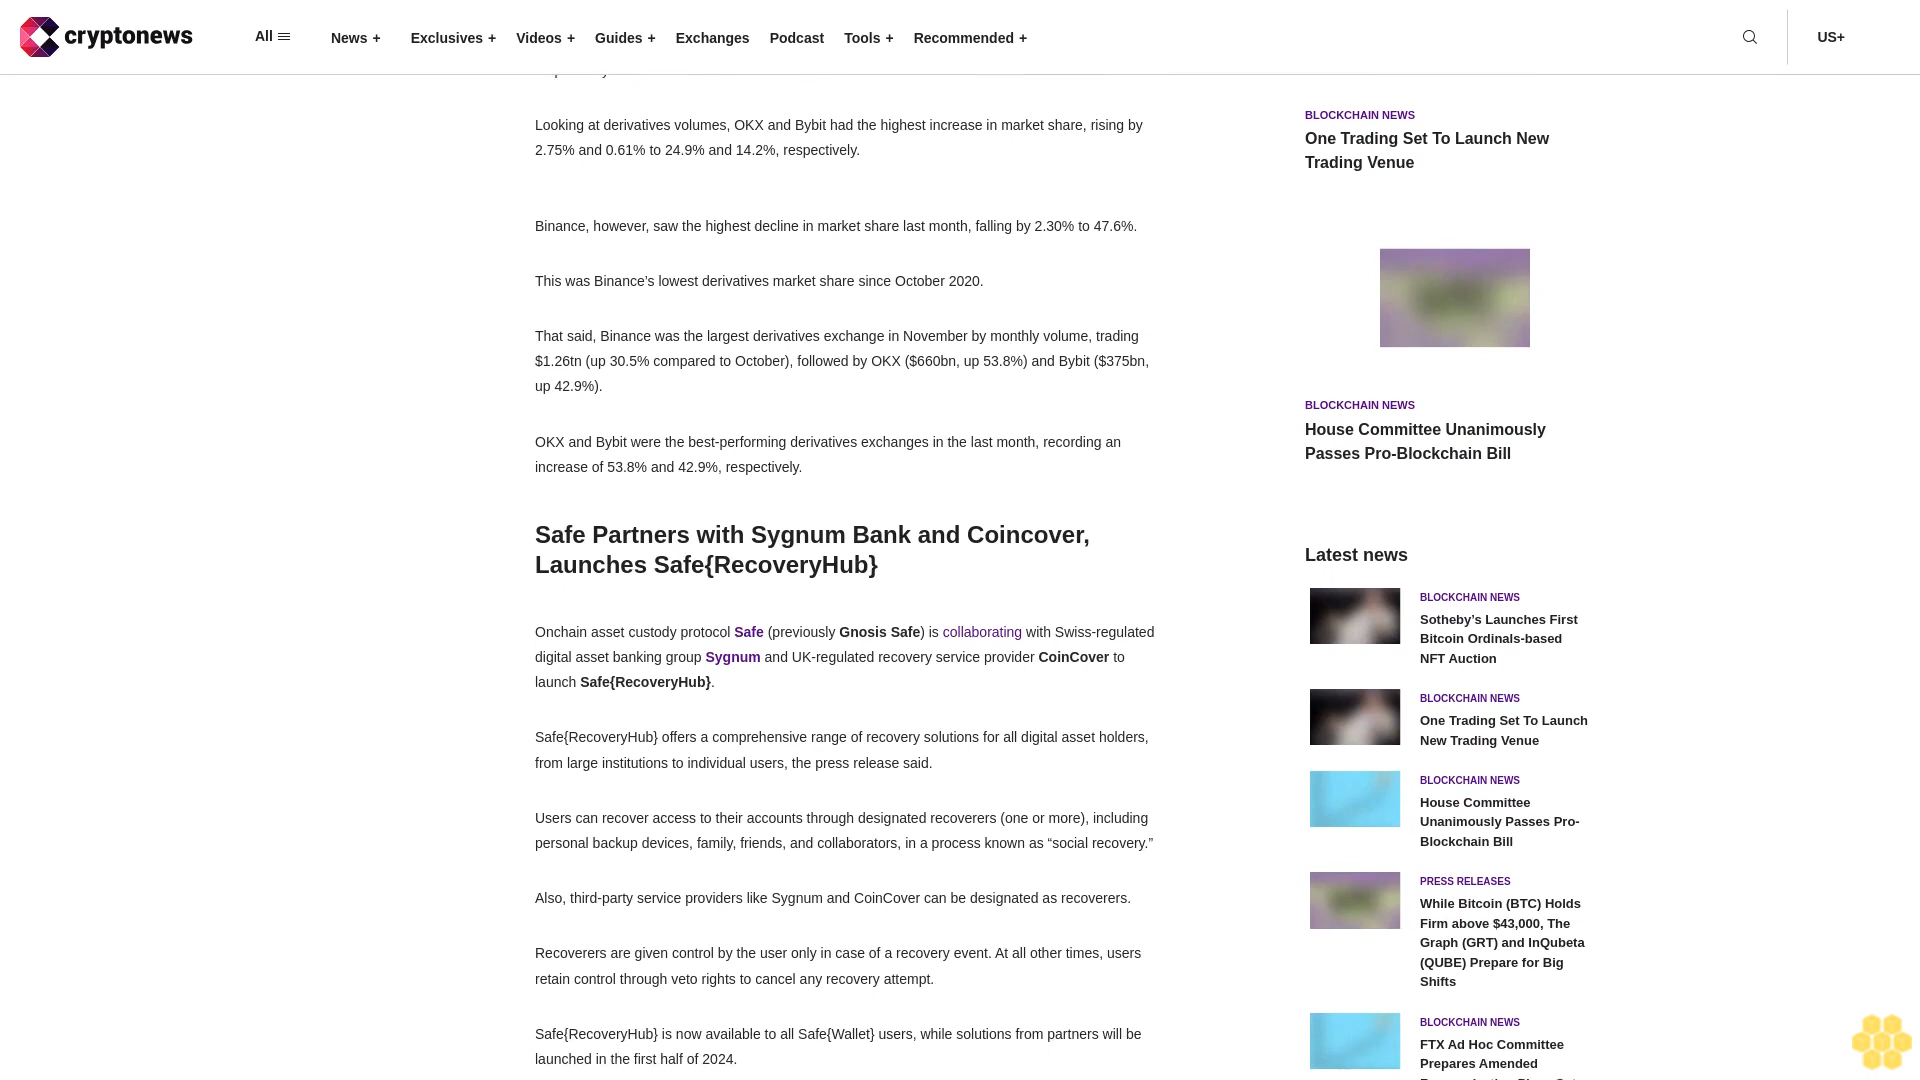 cryptonews
All
News +
Exclusives +
Videos +
Guides +
Exchanges
Podcast
Tools +
Recommended +
US+
Looking at derivatives volumes, OKX and Bybit had the highest increase in market share, rising by
2.75% and 0.61% to 24.9% and 14.2%, respectively.
Binance, however, saw the highest decline in market share last month, falling by 2.30% to 47.6%.
This was Binance’s lowest derivatives market share since October 2020.
That said, Binance was the largest derivatives exchange in November by monthly volume, trading
$1.26tn (up 30.5% compared to October), followed by OKX ($660bn, up 53.8%) and Bybit ($375bn,
up 42.9%).
OKX and Bybit were the best-performing derivatives exchanges in the last month, recording an
increase of 53.8% and 42.9%, respectively.
Safe Partners with Sygnum Bank and Coincover,
Launches Safe{RecoveryHub}
Onchain asset custody protocol Safe (previously Gnosis Safe) is collaborating with Swiss-regulated
digital asset banking group Sygnum and UK-regulated recovery service provider CoinCover to
launch Safe{RecoveryHub}.
Safe{RecoveryHub} offers a comprehensive range of recovery solutions for all digital asset holders,
from large institutions to individual users, the press release said.
Users can recover access to their accounts through designated recoverers (one or more), including
personal backup devices, family, friends, and collaborators, in a process known as “social recovery.”
Also, third-party service providers like Sygnum and CoinCover can be designated as recoverers.
Recoverers are given control by the user only in case of a recovery event. At all other times, users
retain control through veto rights to cancel any recovery attempt.
Safe{RecoveryHub} is now available to all Safe{Wallet} users, while solutions from partners will be
launched in the first half of 2024.
BLOCKCHAIN NEWS
One Trading Set To Launch New
Trading Venue
BLOCKCHAIN NEWS
House Committee Unanimously
Passes Pro-Blockchain Bill
Latest news
BLOCKCHAIN NEWS
Sotheby’s Launches First
Bitcoin Ordinals-based
NFT Auction
BLOCKCHAIN NEWS
One Trading Set To Launch
New Trading Venue
BLOCKCHAIN NEWS
House Committee
Unanimously Passes Pro-
Blockchain Bill
PRESS RELEASES
While Bitcoin (BTC) Holds
Firm above $43,000, The
Graph (GRT) and InQubeta
(QUBE) Prepare for Big
Shifts
BLOCKCHAIN NEWS
FTX Ad Hoc Committee
Prepares Amended